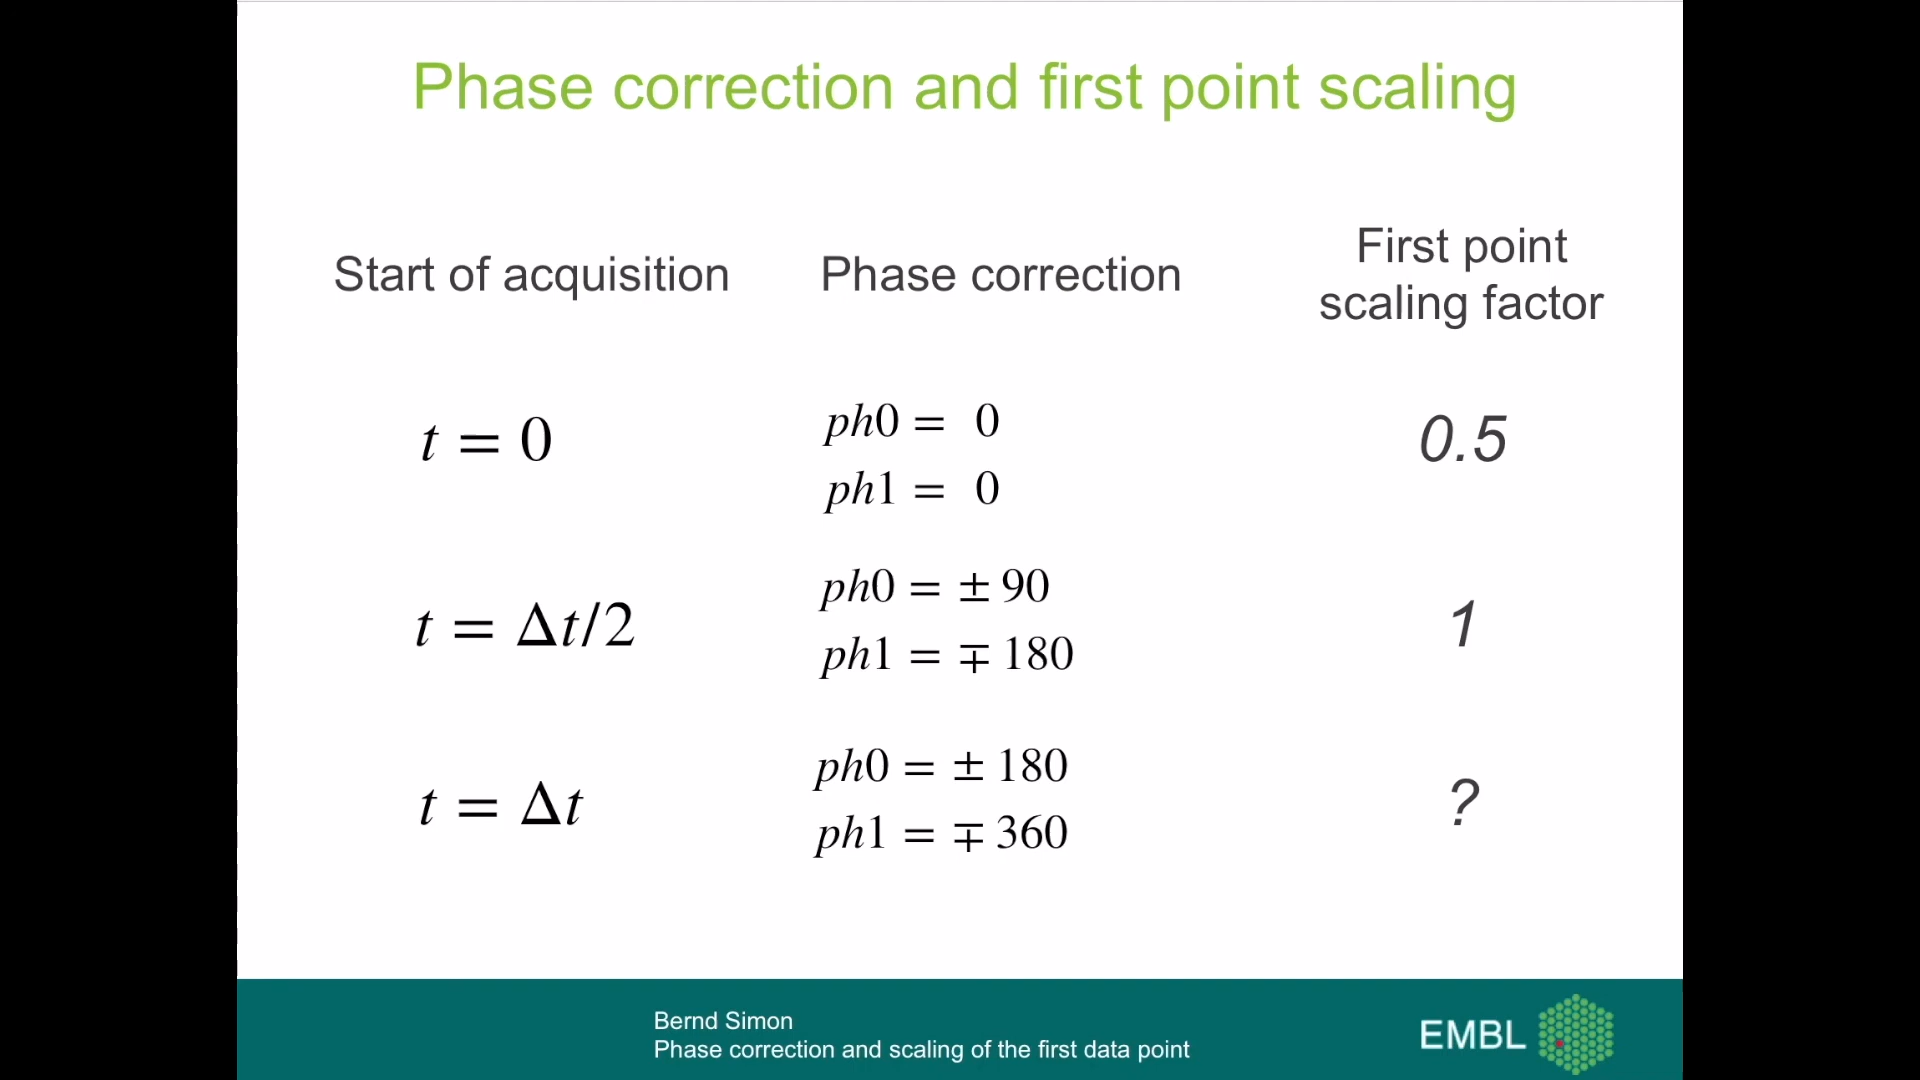 Phase correction and first point scaling
Start of acquisition
Phase correction
First point
scaling factor
t = 0
ph0 = 0
ph1 = 0
0.5
t = Δt/2
ph0 = ± 90
ph1 = ∓ 180
1
t = Δt
ph0 = ± 180
ph1 = ∓ 360
?
Bernd Simon
Phase correction and scaling of the first data point
EMBL